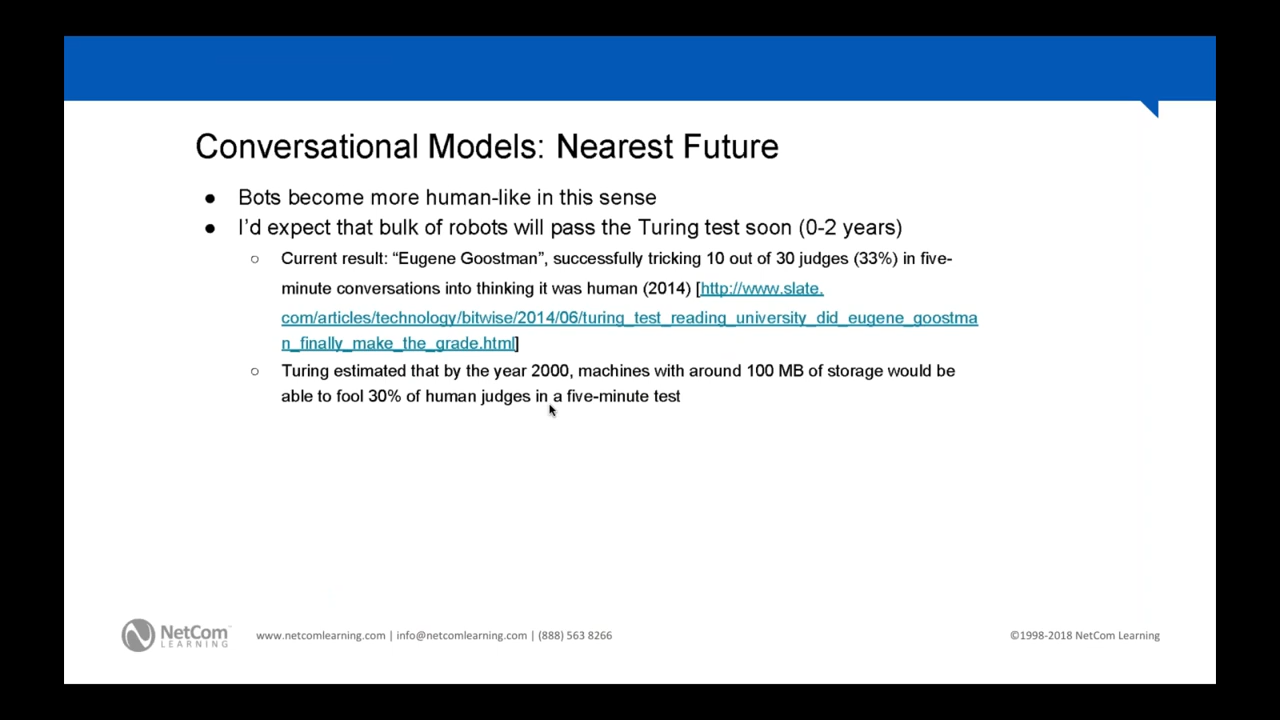 Conversational Models: Nearest Future
● Bots become more human-like in this sense
● I'd expect that bulk of robots will pass the Turing test soon (0-2 years)
○ Current result: “Eugene Goostman”, successfully tricking 10 out of 30 judges (33%) in five-
minute conversations into thinking it was human (2014) [http://www.slate.
com/articles/technology/bitwise/2014/06/turing_test_reading_university_did_eugene_goostma
n_finally_make_the_grade.html]
○ Turing estimated that by the year 2000, machines with around 100 MB of storage would be
able to fool 30% of human judges in a five-minute test
NetCom™
LEARNING
www.netcomlearning.com | info@netcomlearning.com | (888) 563 8266
©1998-2018 NetCom Learning